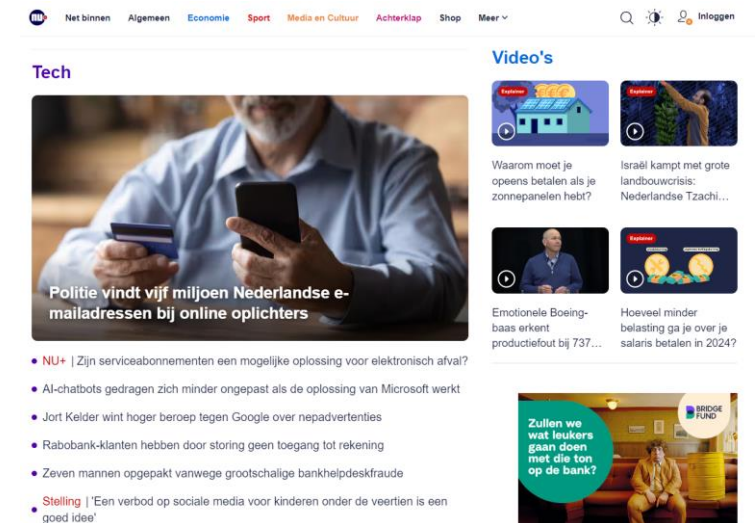 NU
Net binnen Algemeen Economie Sport Media en Cultuur Achterklap Shop Meer Inloggen
Tech
Politie vindt vijf miljoen Nederlandse e-
mailadressen bij online oplichters
NU+ | Zijn serviceabonnementen een mogelijke oplossing voor elektronisch afval?
AI-chatbots gedragen zich minder ongepast als de oplossing van Microsoft werkt
Jort Kelder wint hoger beroep tegen Google over nepadvertenties
Rabobank-klanten hebben door storing geen toegang tot rekening
Zeven mannen opgepakt vanwege grootschalige bankhelpdeskfraude
Stelling | 'Een verbod op sociale media voor kinderen onder de veertien is een
goed idee'
Video's
Explainer
Waarom moet je
opeens betalen als je
zonnepanelen hebt?
Explainer
Israël kampt met grote
landbouwcrisis:
Nederlandse Tzachi...
Emotionele Boeing-
baas erkent
productiefout bij 737...
Explainer
Hoeveel minder
belasting ga je over je
salaris betalen in 2024?
Zullen we
wat leukers
gaan doen
met die ton
op de bank?
BRIDGE
FUND